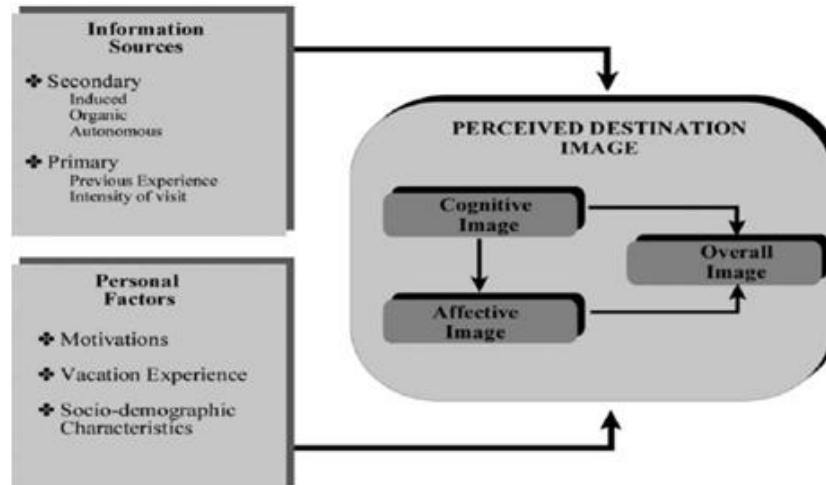 Information
Sources
❖ Secondary
Induced
Organic
Autonomous
❖ Primary
Previous Experience
Intensity of visit
Personal
Factors
❖ Motivations
❖ Vacation Experience
❖ Socio-demographic
Characteristics
PERCEIVED DESTINATION
IMAGE
Cognitive
Image
Affective
Image
Overall
Image